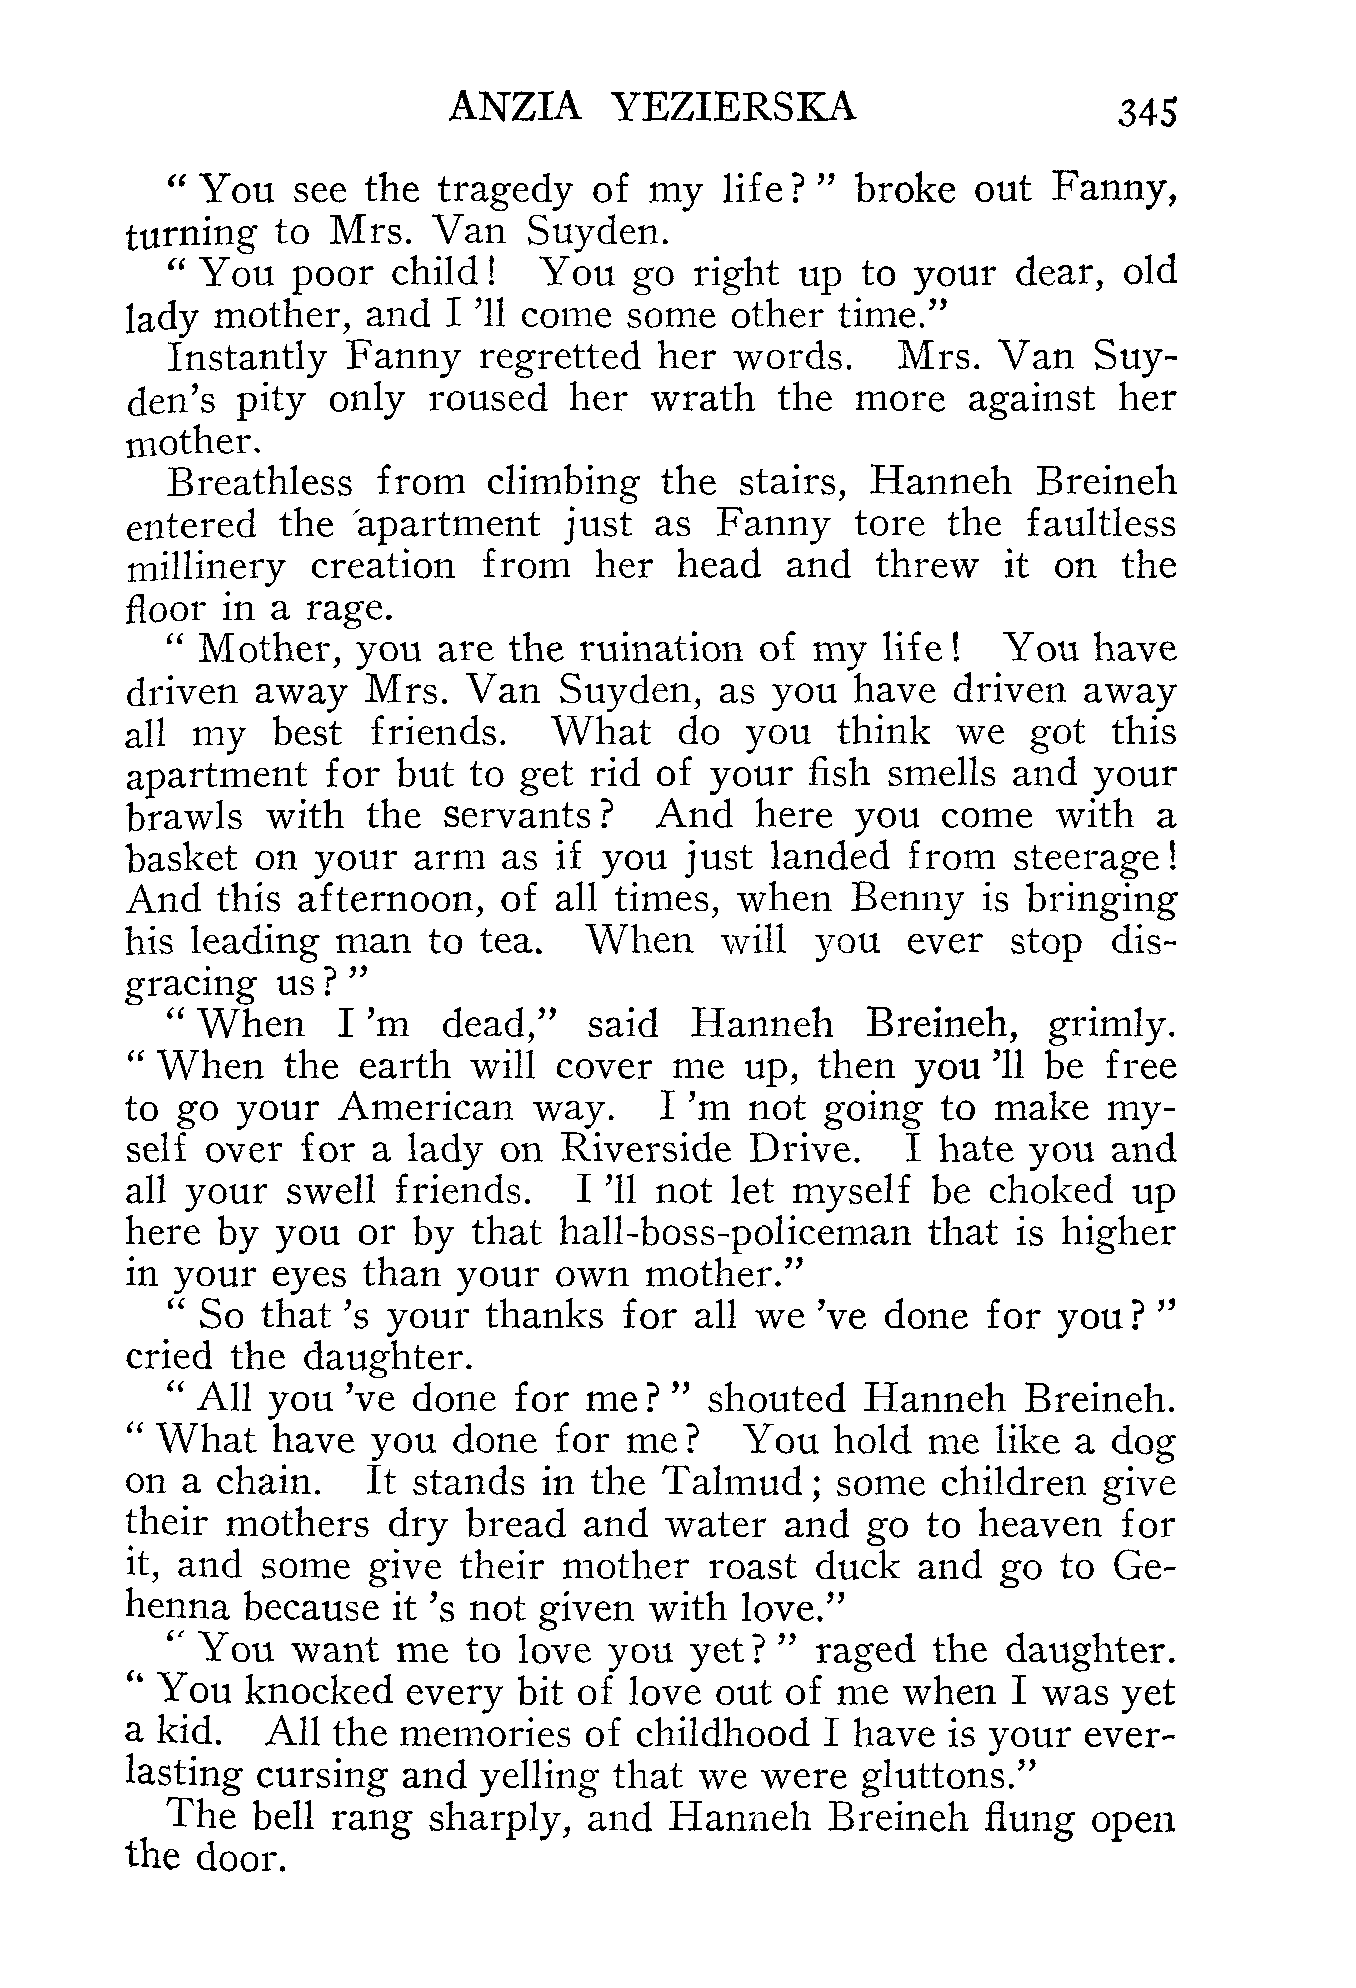 ANZIA YEZIERSKA 345
" You see the tragedy of my life? " broke out Fanny,
turning to Mrs. Van Suyden.
" You poor child! You go right up to your dear, old
lady mother, and I 'll come some other time."
Instantly Fanny regretted her words. Mrs. Van Suy-
den's pity only roused her wrath the more against her
mother.
Breathless from climbing the stairs, Hanneh Breineh
entered the apartment just as Fanny tore the faultless
millinery creation from her head and threw it on the
floor in a rage.
" Mother, you are the ruination of my life! You have
driven away Mrs. Van Suyden, as you have driven away
all my best friends. What do you think we got this
apartment for but to get rid of your fish smells and your
brawls with the servants? And here you come with a
basket on your arm as if you just landed from steerage!
And this afternoon, of all times, when Benny is bringing
his leading man to tea. When will you ever stop dis-
gracing us? "
" When I 'm dead," said Hanneh Breineh, grimly.
" When the earth will cover me up, then you 'll be free
to go your American way. I 'm not going to make my-
self over for a lady on Riverside Drive. I hate you and
all your swell friends. I 'll not let myself be choked up
here by you or by that hall-boss-policeman that is higher
in your eyes than your own mother."
" So that 's your thanks for all we 've done for you? "
cried the daughter.
" All you 've done for me? " shouted Hanneh Breineh.
" What have you done for me? You hold me like a dog
on a chain. It stands in the Talmud; some children give
their mothers dry bread and water and go to heaven for
it, and some give their mother roast duck and go to Ge-
henna because it 's not given with love."
" You want me to love you yet? " raged the daughter.
" You knocked every bit of love out of me when I was yet
a kid. All the memories of childhood I have is your ever-
lasting cursing and yelling that we were gluttons."
The bell rang sharply, and Hanneh Breineh flung open
the door.